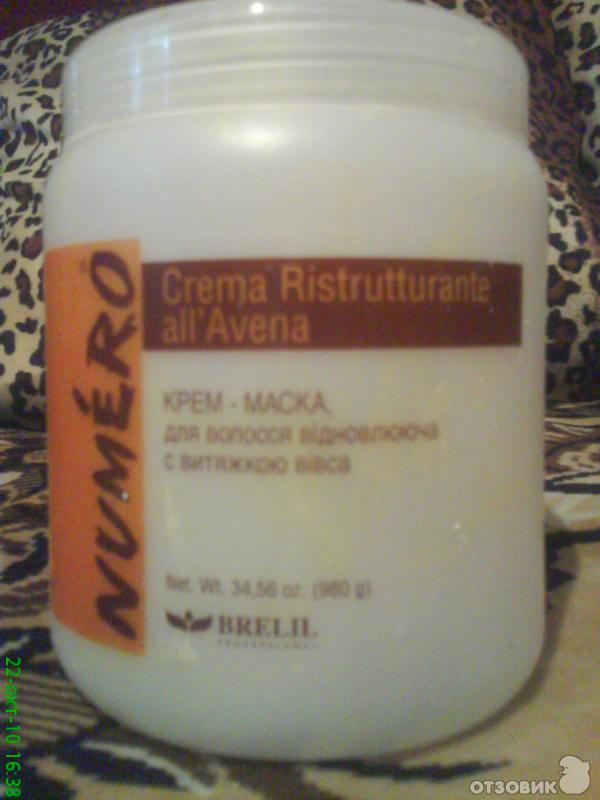 NUMÉRO
Crema Ristrutturante
all'Avena
КРЕМ - МАСКА,
для волосся відновлююча
с витяжкою вівса
Net. Wt. 34,56 oz. (980 g)
BRELIL
PROFESSIONAL
22-окт-10 16:38
ОТЗОВИК